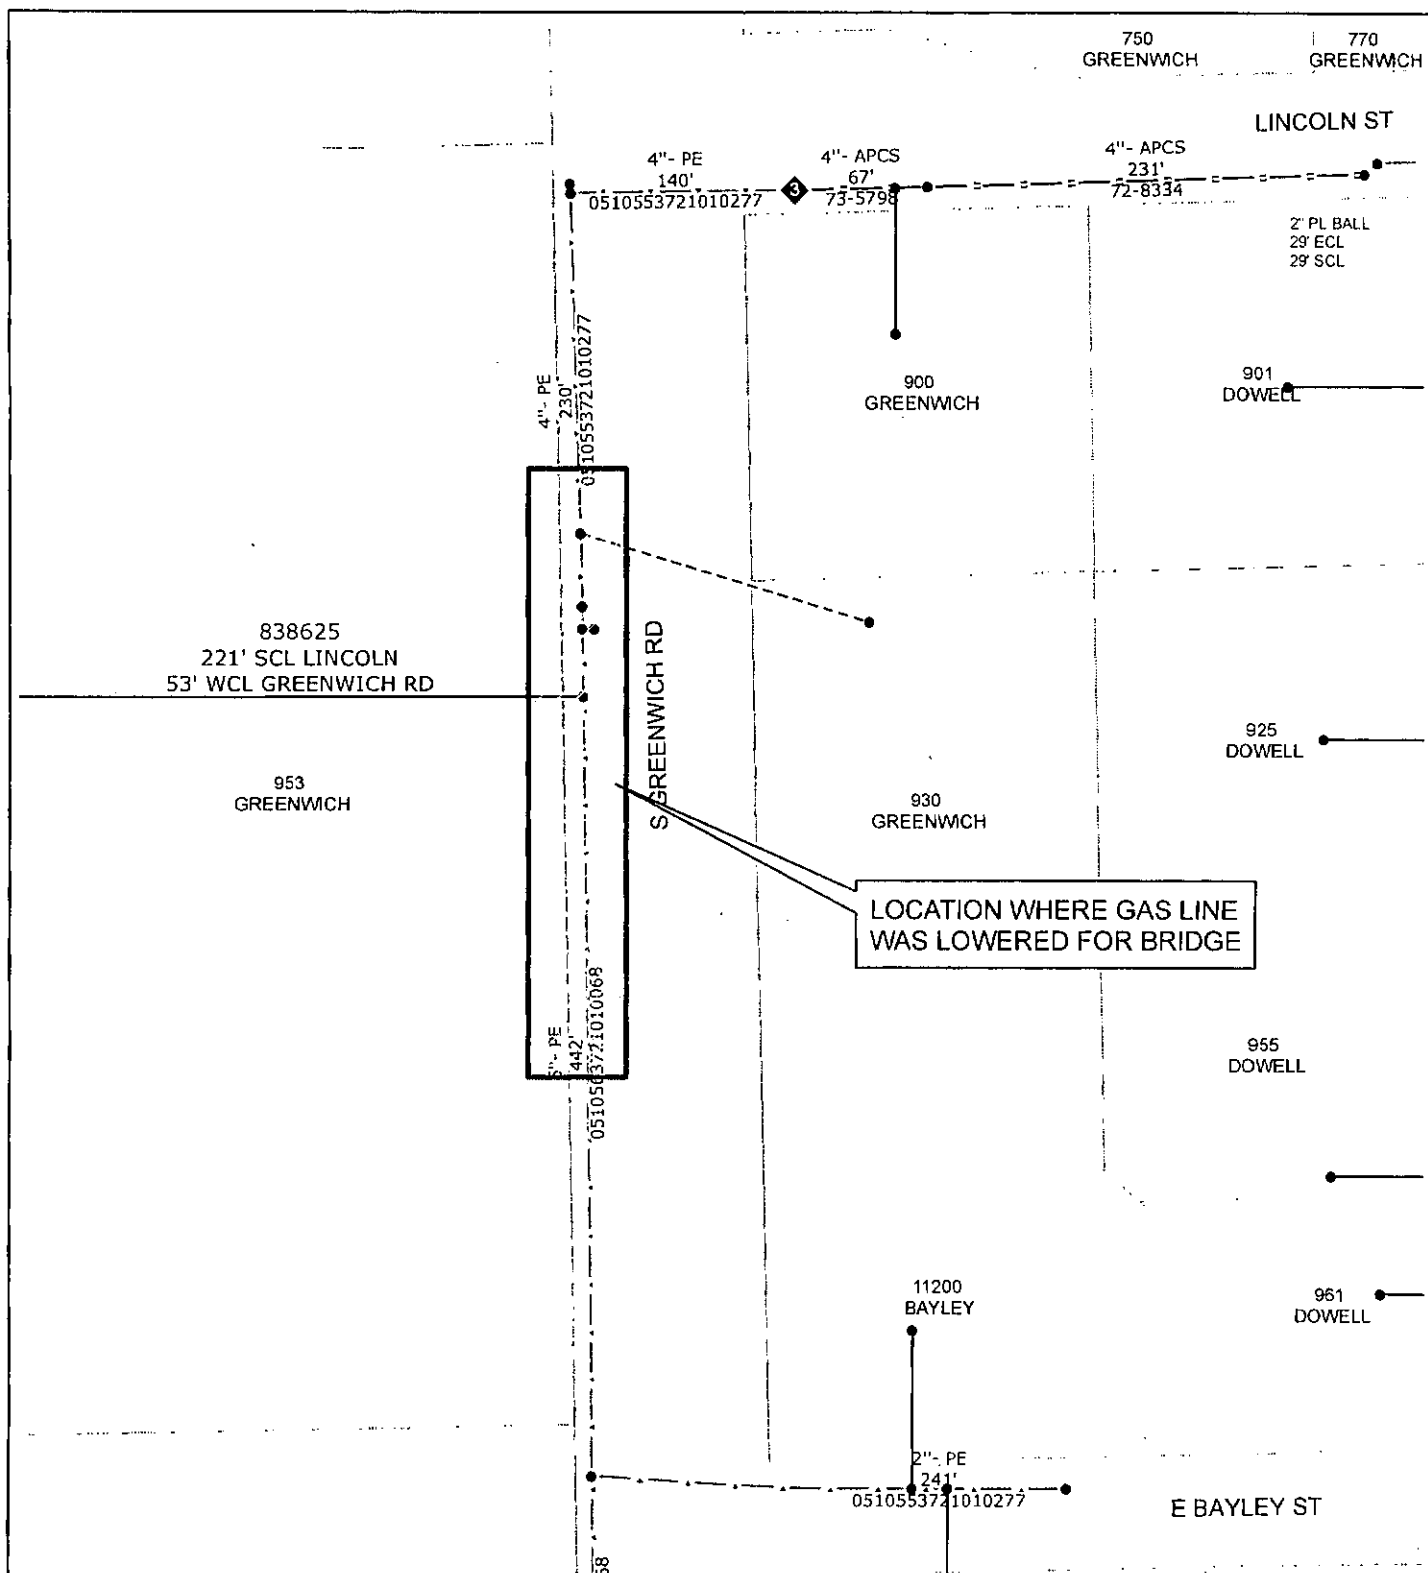 750
GREENWICH
770
GREENWICH
LINCOLN ST
4"- PE
140'
0510553721010277
3
4"- APCS
67'
73-5798
4"- APCS
231'
72-8334
2" PL BALL
29' ECL
29' SCL
4"- PE
230'
0510553721010277
900
GREENWICH
901
DOWELL
838625
221' SCL LINCOLN
53' WCL GREENWICH RD
S GREENWICH RD
925
DOWELL
953
GREENWICH
930
GREENWICH
LOCATION WHERE GAS LINE
WAS LOWERED FOR BRIDGE
PE
442'
955
DOWELL
11200
BAYLEY
961
DOWELL
2"- PE
241'
0510553721010277
E BAYLEY ST